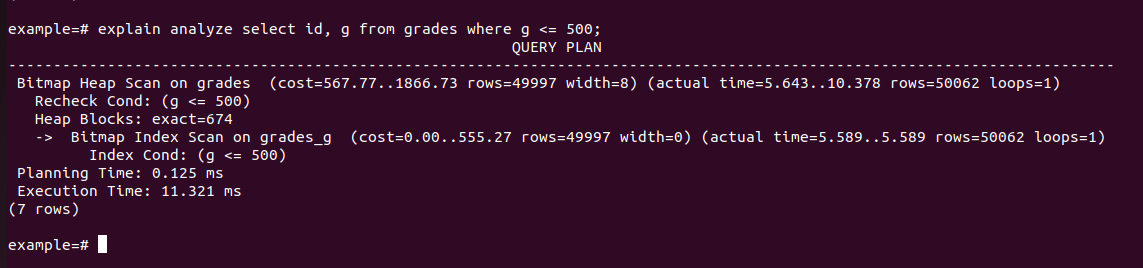 example=# explain analyze select id, g from grades where g <= 500;
QUERY PLAN
---------------------------------------------------------------------------------------------------------------------------
Bitmap Heap Scan on grades  (cost=567.77..1866.73 rows=49997 width=8) (actual time=5.643..10.378 rows=50062 loops=1)
Recheck Cond: (g <= 500)
Heap Blocks: exact=674
->  Bitmap Index Scan on grades_g  (cost=0.00..555.27 rows=49997 width=0) (actual time=5.589..5.589 rows=50062 loops=1)
Index Cond: (g <= 500)
Planning Time: 0.125 ms
Execution Time: 11.321 ms
(7 rows)
example=#